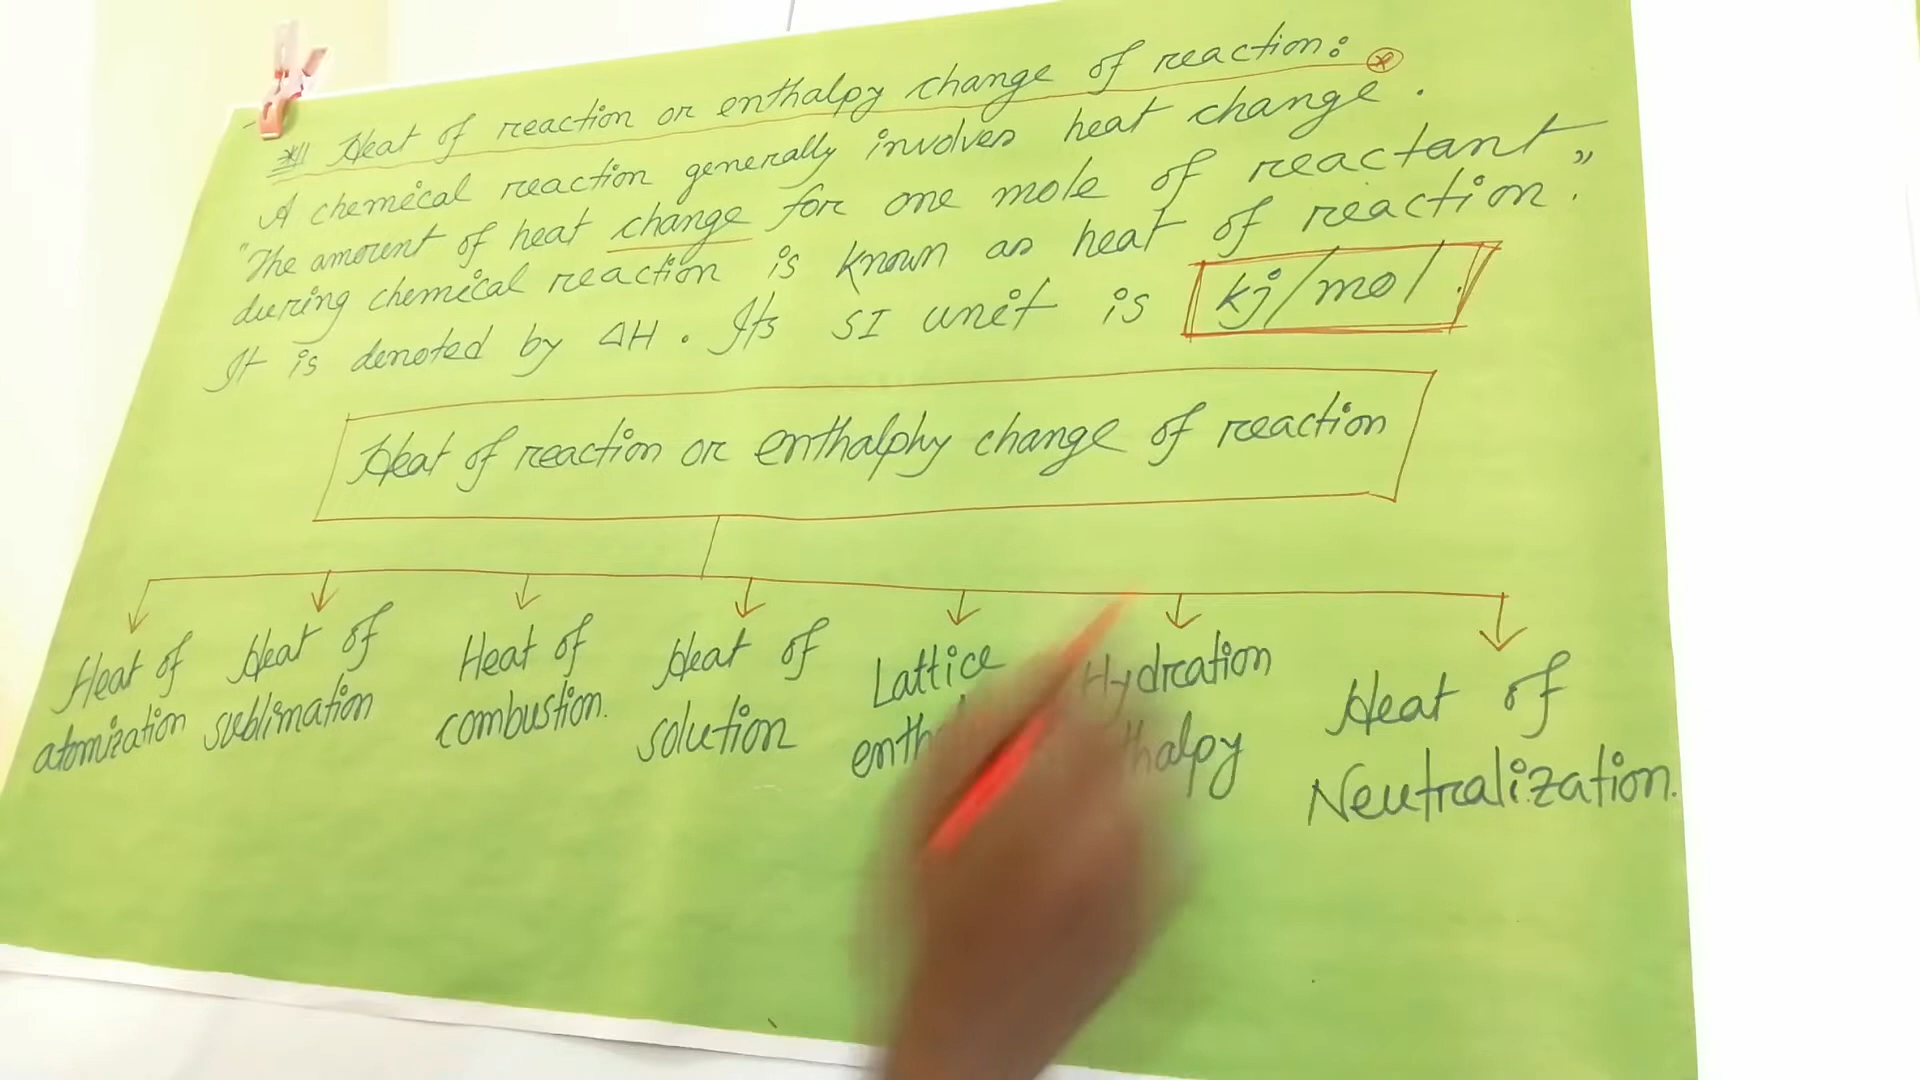 Heat of reaction or enthalpy change of reaction:
A chemical reaction generally involves heat change.
"The amount of heat change for one mole of reactant
during chemical reaction is known as heat of reaction."
It is denoted by ΔH. Its SI unit is kj/mol.
Heat of reaction or enthalphy change of reaction
Heat of
atomization
Heat of
sublimation
Heat of
combustion.
Heat of
solution
Lattice
Hydration
Heat of
Neutralization.